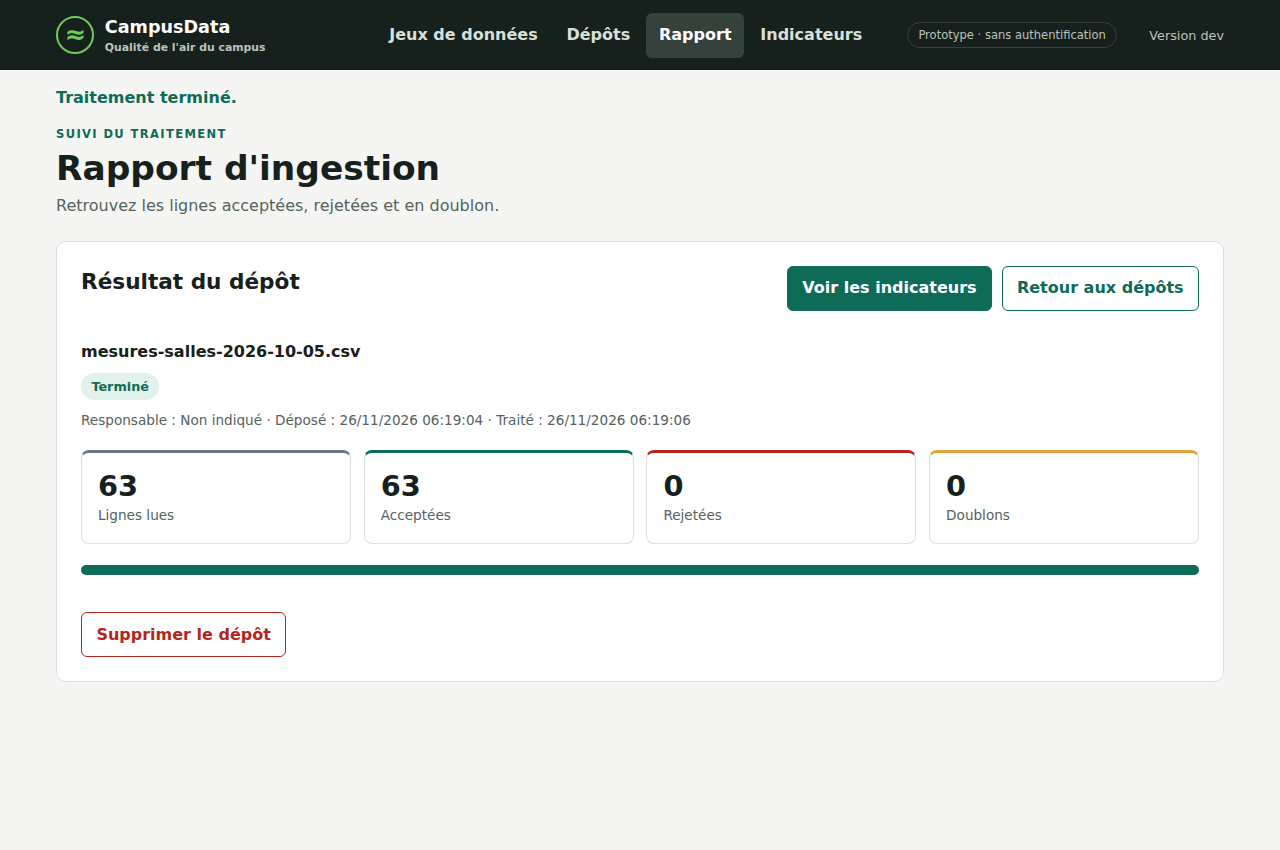 CampusData
Qualité de l'air du campus
Jeux de données
Dépôts
Rapport
Indicateurs
Prototype · sans authentification
Version dev
Traitement terminé.
SUIVI DU TRAITEMENT
Rapport d'ingestion
Retrouvez les lignes acceptées, rejetées et en doublon.
Résultat du dépôt
Voir les indicateurs
Retour aux dépôts
mesures-salles-2026-10-05.csv
Terminé
Responsable : Non indiqué · Déposé : 26/11/2026 06:19:04 · Traité : 26/11/2026 06:19:06
63
Lignes lues
63
Acceptées
0
Rejetées
0
Doublons
Supprimer le dépôt